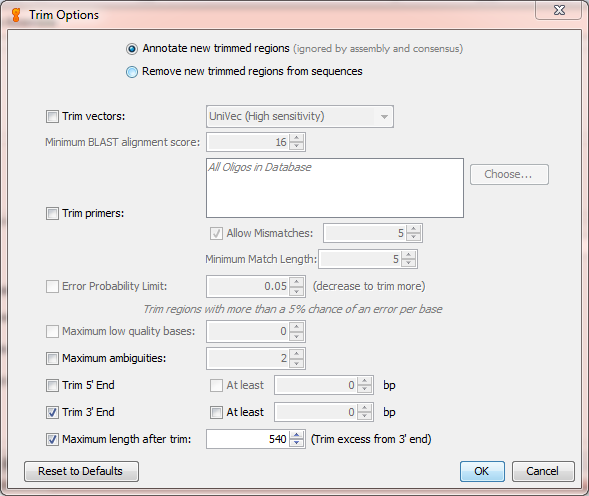 Trim Options
Annotate new trimmed regions (ignored by assembly and consensus)
Remove new trimmed regions from sequences
Trim vectors: UniVec (High sensitivity)
Minimum BLAST alignment score: 16
All Oligos in Database
Choose...
Trim primers:
Allow Mismatches: 5
Minimum Match Length: 5
Error Probability Limit: 0.05 (decrease to trim more)
Trim regions with more than a 5% chance of an error per base
Maximum low quality bases: 0
Maximum ambiguities: 2
Trim 5' End At least 0 bp
Trim 3' End At least 0 bp
Maximum length after trim: 540 (Trim excess from 3' end)
Reset to Defaults OK Cancel